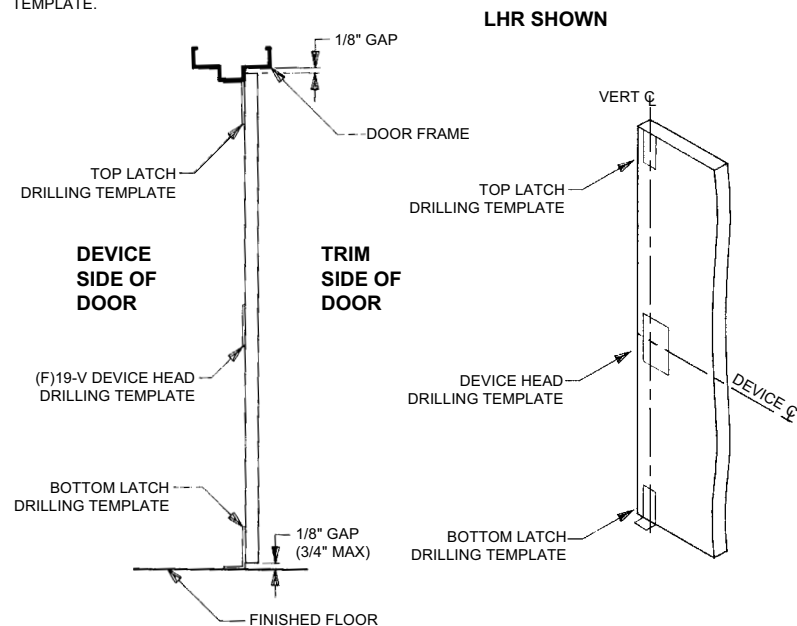 TEMPLATE.
LHR SHOWN
1/8" GAP
DOOR FRAME
TOP LATCH
DRILLING TEMPLATE
DEVICE
SIDE OF
DOOR
TRIM
SIDE OF
DOOR
(F)19-V DEVICE HEAD
DRILLING TEMPLATE
BOTTOM LATCH
DRILLING TEMPLATE
1/8" GAP
(3/4" MAX)
FINISHED FLOOR
VERT ℄
TOP LATCH
DRILLING TEMPLATE
DEVICE HEAD
DRILLING TEMPLATE
DEVICE ℄
BOTTOM LATCH
DRILLING TEMPLATE